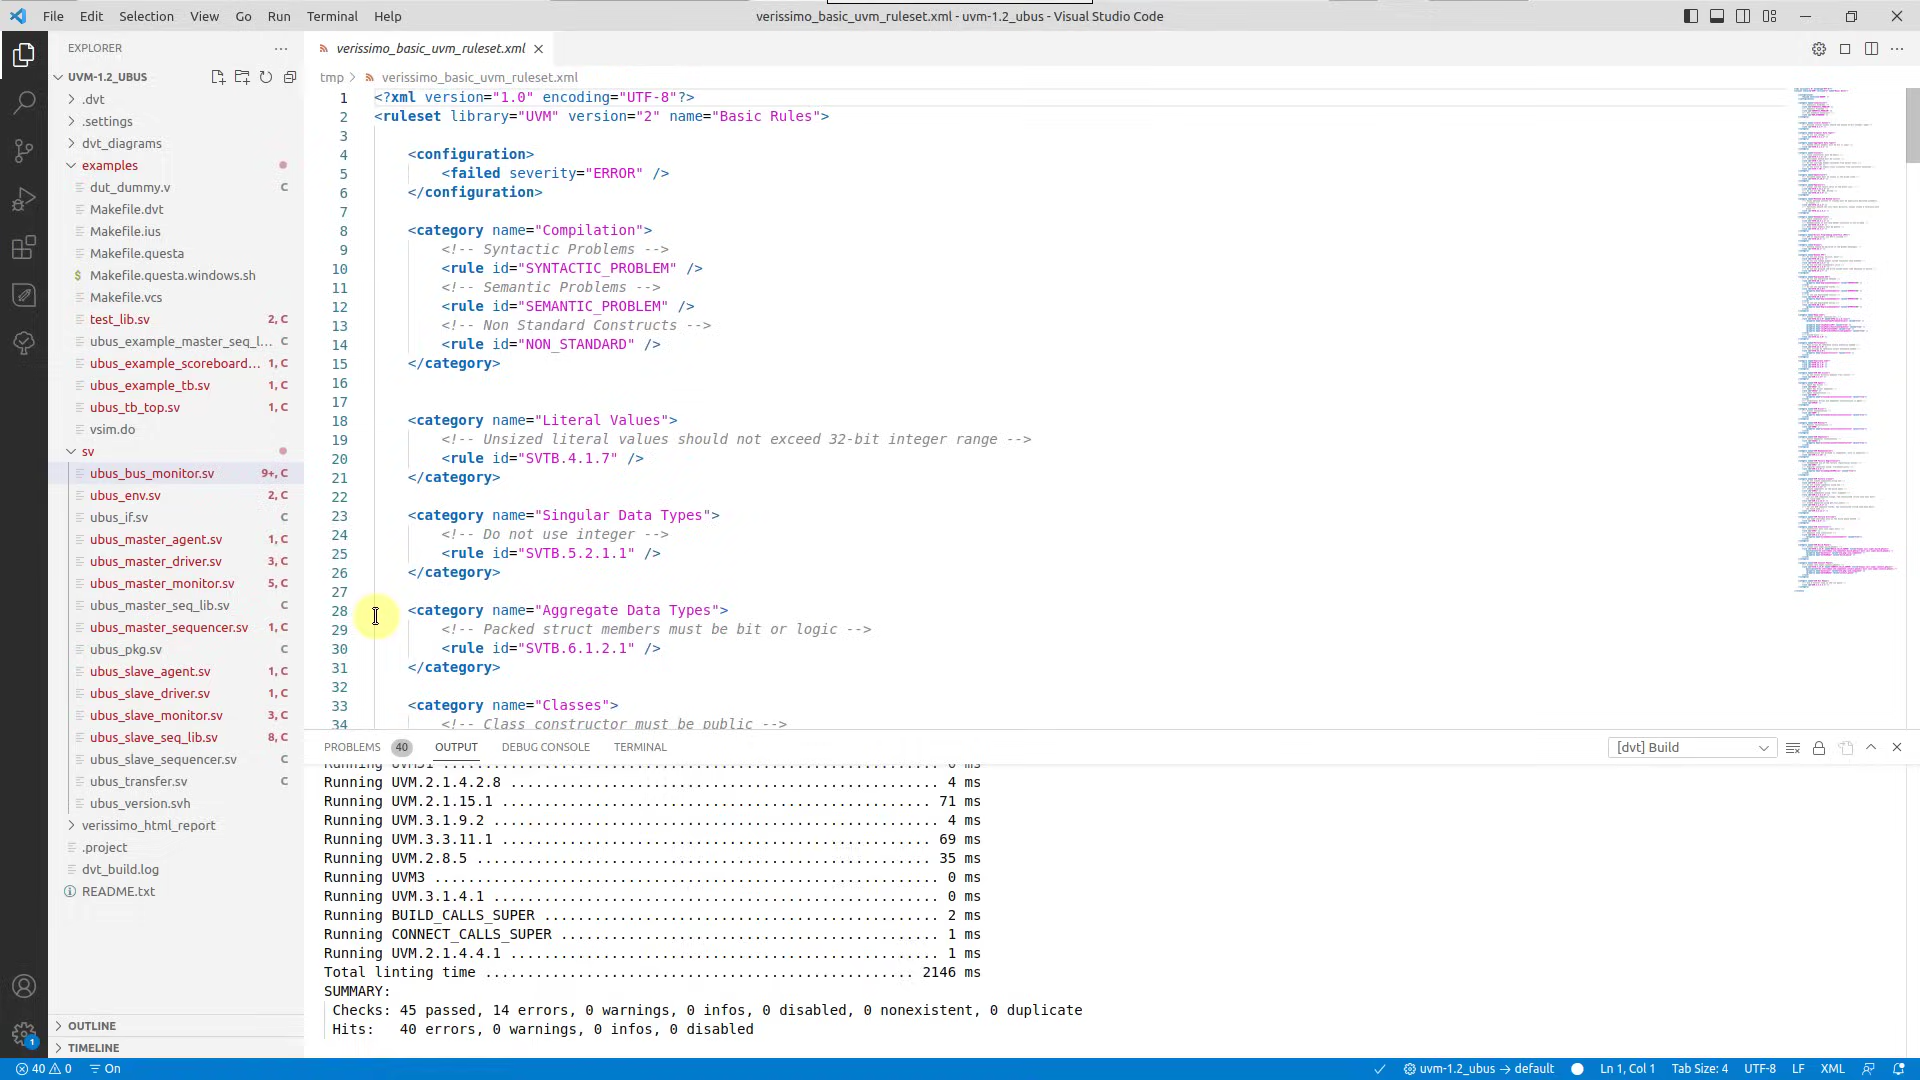 File Edit Selection View Go Run Terminal Help
verissimo_basic_uvm_ruleset.xml - uvm-1.2_ubus - Visual Studio Code
EXPLORER
UVM-1.2_UBUS
.dvt
.settings
dvt_diagrams
examples
dut_dummy.v C
Makefile.dvt
Makefile.ius
Makefile.questa
$ Makefile.questa.windows.sh
Makefile.vcs
test_lib.sv 2, C
ubus_example_master_seq_l... C
ubus_example_scoreboard... 1, C
ubus_example_tb.sv 1, C
ubus_tb_top.sv 1, C
vsim.do
sv
ubus_bus_monitor.sv 9+, C
ubus_env.sv 2, C
ubus_if.sv C
ubus_master_agent.sv 1, C
ubus_master_driver.sv 3, C
ubus_master_monitor.sv 5, C
ubus_master_seq_lib.sv C
ubus_master_sequencer.sv 1, C
ubus_pkg.sv C
ubus_slave_agent.sv 1, C
ubus_slave_driver.sv 1, C
ubus_slave_monitor.sv 3, C
ubus_slave_seq_lib.sv 8, C
ubus_slave_sequencer.sv C
ubus_transfer.sv C
ubus_version.svh
verissimo_html_report
.project
dvt_build.log
README.txt
OUTLINE
TIMELINE
1
verissimo_basic_uvm_ruleset.xml
tmp > verissimo_basic_uvm_ruleset.xml
1 <?xml version="1.0" encoding="UTF-8"?>
2 <ruleset library="UVM" version="2" name="Basic Rules">
3
4 <configuration>
5 <failed severity="ERROR" />
6 </configuration>
7
8 <category name="Compilation">
9 <!-- Syntactic Problems -->
10 <rule id="SYNTACTIC_PROBLEM" />
11 <!-- Semantic Problems -->
12 <rule id="SEMANTIC_PROBLEM" />
13 <!-- Non Standard Constructs -->
14 <rule id="NON_STANDARD" />
15 </category>
16
17
18 <category name="Literal Values">
19 <!-- Unsized literal values should not exceed 32-bit integer range -->
20 <rule id="SVTB.4.1.7" />
21 </category>
22
23 <category name="Singular Data Types">
24 <!-- Do not use integer -->
25 <rule id="SVTB.5.2.1.1" />
26 </category>
27
28 <category name="Aggregate Data Types">
29 <!-- Packed struct members must be bit or logic -->
30 <rule id="SVTB.6.1.2.1" />
31 </category>
32
33 <category name="Classes">
34 <!-- Class constructor must be public -->
PROBLEMS 40 OUTPUT DEBUG CONSOLE TERMINAL
[dvt] Build
Running UVM.2.1.4.2.8 ................................................... 4 ms
Running UVM.2.1.15.1 ................................................... 71 ms
Running UVM.3.1.9.2 ..................................................... 4 ms
Running UVM.3.3.11.1 ................................................... 69 ms
Running UVM.2.8.5 ...................................................... 35 ms
Running UVM3 ............................................................ 0 ms
Running UVM.3.1.4.1 ..................................................... 0 ms
Running BUILD_CALLS_SUPER ............................................... 2 ms
Running CONNECT_CALLS_SUPER ............................................. 1 ms
Running UVM.2.1.4.4.1 ................................................... 1 ms
Total linting time ................................................... 2146 ms
SUMMARY:
Checks: 45 passed, 14 errors, 0 warnings, 0 infos, 0 disabled, 0 nonexistent, 0 duplicate
Hits: 40 errors, 0 warnings, 0 infos, 0 disabled
40 0 On
uvm-1.2_ubus → default Ln 1, Col 1 Tab Size: 4 UTF-8 LF XML